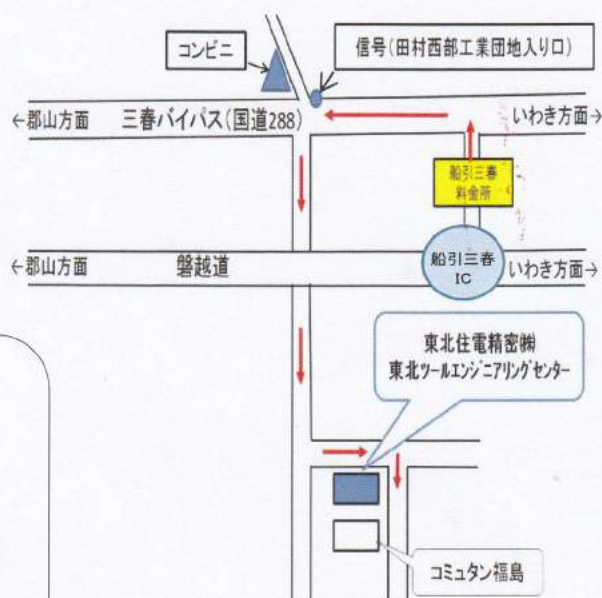 コンビニ
信号(田村西部工業団地入り口)
←郡山方面
三春バイパス(国道288)
いわき方面→
船引三春
料金所
←郡山方面
磐越道
船引三春
IC
いわき方面→
東北住電精密㈱
東北ツールエンジニアリングセンター
コミュタン福島